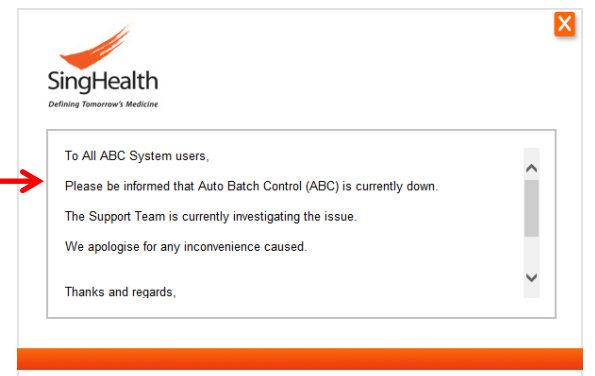 X
SingHealth
Defining Tomorrow's Medicine
To All ABC System users,
Please be informed that Auto Batch Control (ABC) is currently down.
The Support Team is currently investigating the issue.
We apologise for any inconvenience caused.
Thanks and regards,